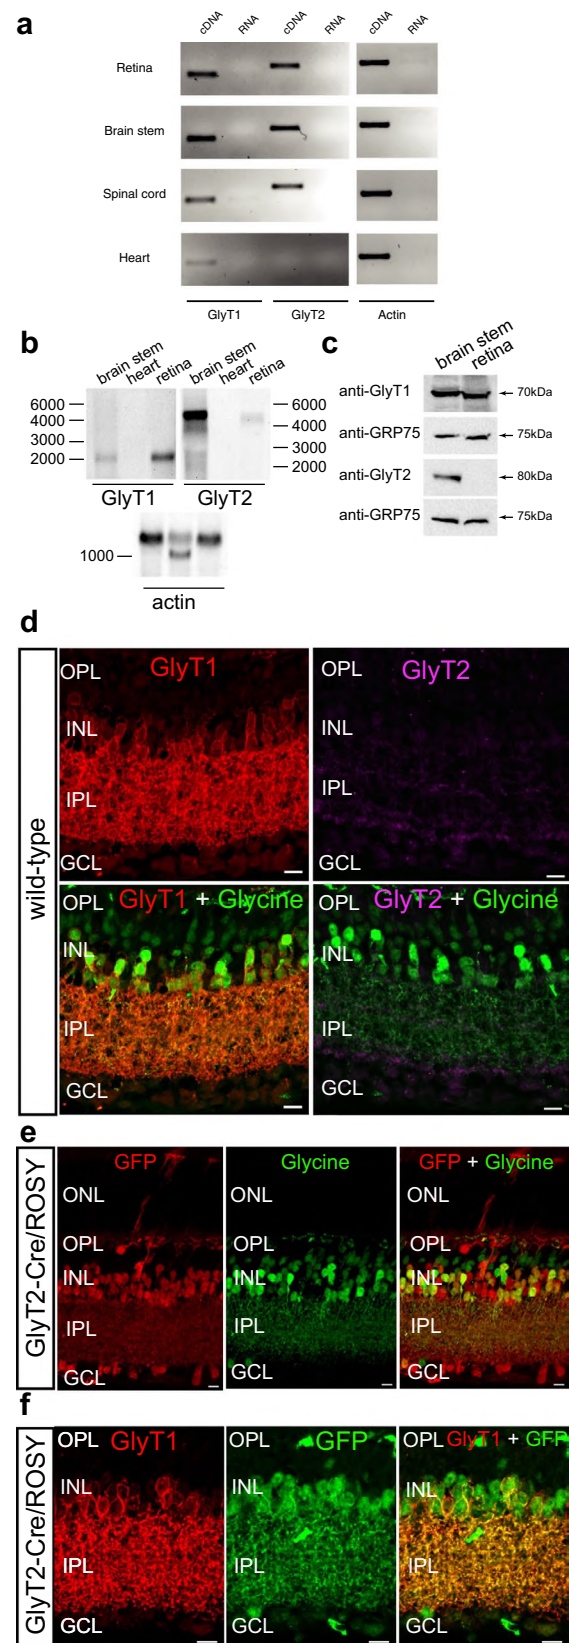 a
cDNA RNA cDNA RNA cDNA RNA
Retina
Brain stem
Spinal cord
Heart
GlyT1 GlyT2 Actin
b
brain stem heart retina brain stem heart retina
6000
4000
3000
2000
6000
4000
3000
2000
GlyT1 GlyT2
1000
actin
c
brain stem retina
anti-GlyT1 70kDa
anti-GRP75 75kDa
anti-GlyT2 80kDa
anti-GRP75 75kDa
d
wild-type
OPL GlyT1
INL
IPL
GCL
OPL GlyT2
INL
IPL
GCL
OPL GlyT1 + Glycine
INL
IPL
GCL
OPL GlyT2 + Glycine
INL
IPL
GCL
e
GlyT2-Cre/ROSY
GFP
ONL
OPL
INL
IPL
GCL
Glycine
ONL
OPL
INL
IPL
GCL
GFP + Glycine
ONL
OPL
INL
IPL
GCL
f
GlyT2-Cre/ROSY
OPL GlyT1
INL
IPL
GCL
OPL GFP
INL
IPL
GCL
OPL GlyT1 + GFP
INL
IPL
GCL